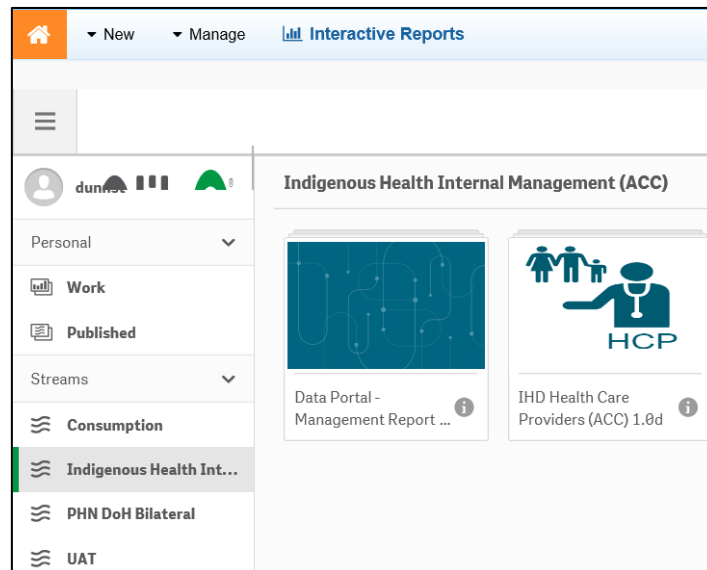 New
Manage
Interactive Reports
Indigenous Health Internal Management (ACC)
Personal
Work
Published
Streams
Consumption
Indigenous Health Int...
PHN DoH Bilateral
UAT
HCP
Data Portal -
Management Report ...
IHD Health Care
Providers (ACC) 1.0d